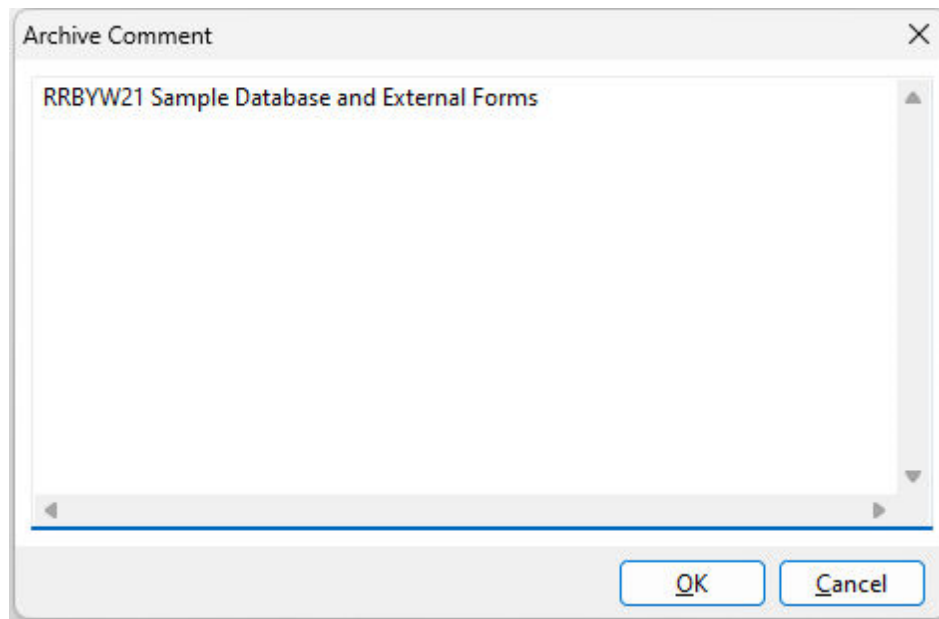 Archive Comment
RRBYW21 Sample Database and External Forms
OK
Cancel